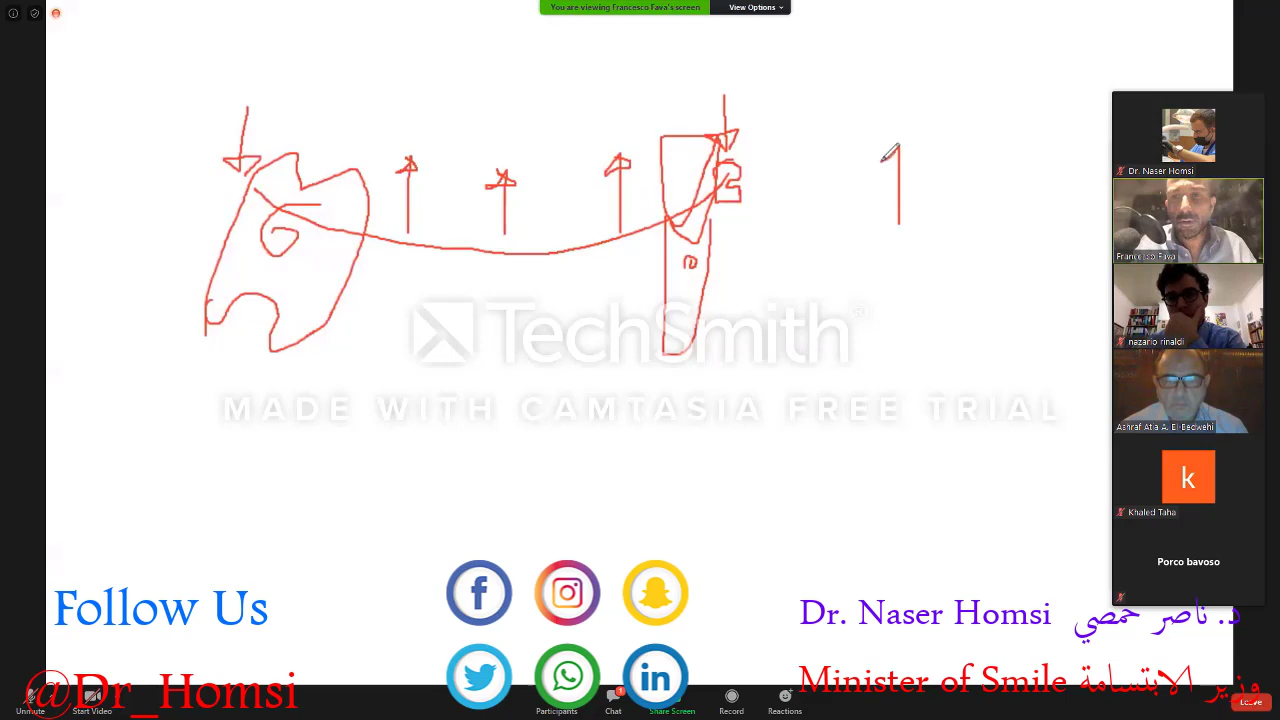 You are viewing Francesco Fava's screen
View Options
Dr. Naser Homsi
Francesco Fava
nazario rinaldi
Ashraf Atia A. El-Bedwehi
k
Khaled Taha
Porco bavoso
TechSmith®
MADE WITH CAMTASIA FREE TRIAL
Follow Us
@Dr_Homsi
Dr. Naser Homsi د. ناصر حمصي
Minister of Smile وزير الابتسامة
Unmute
Start Video
Participants
Chat
1
Share Screen
Record
Reactions
Leave